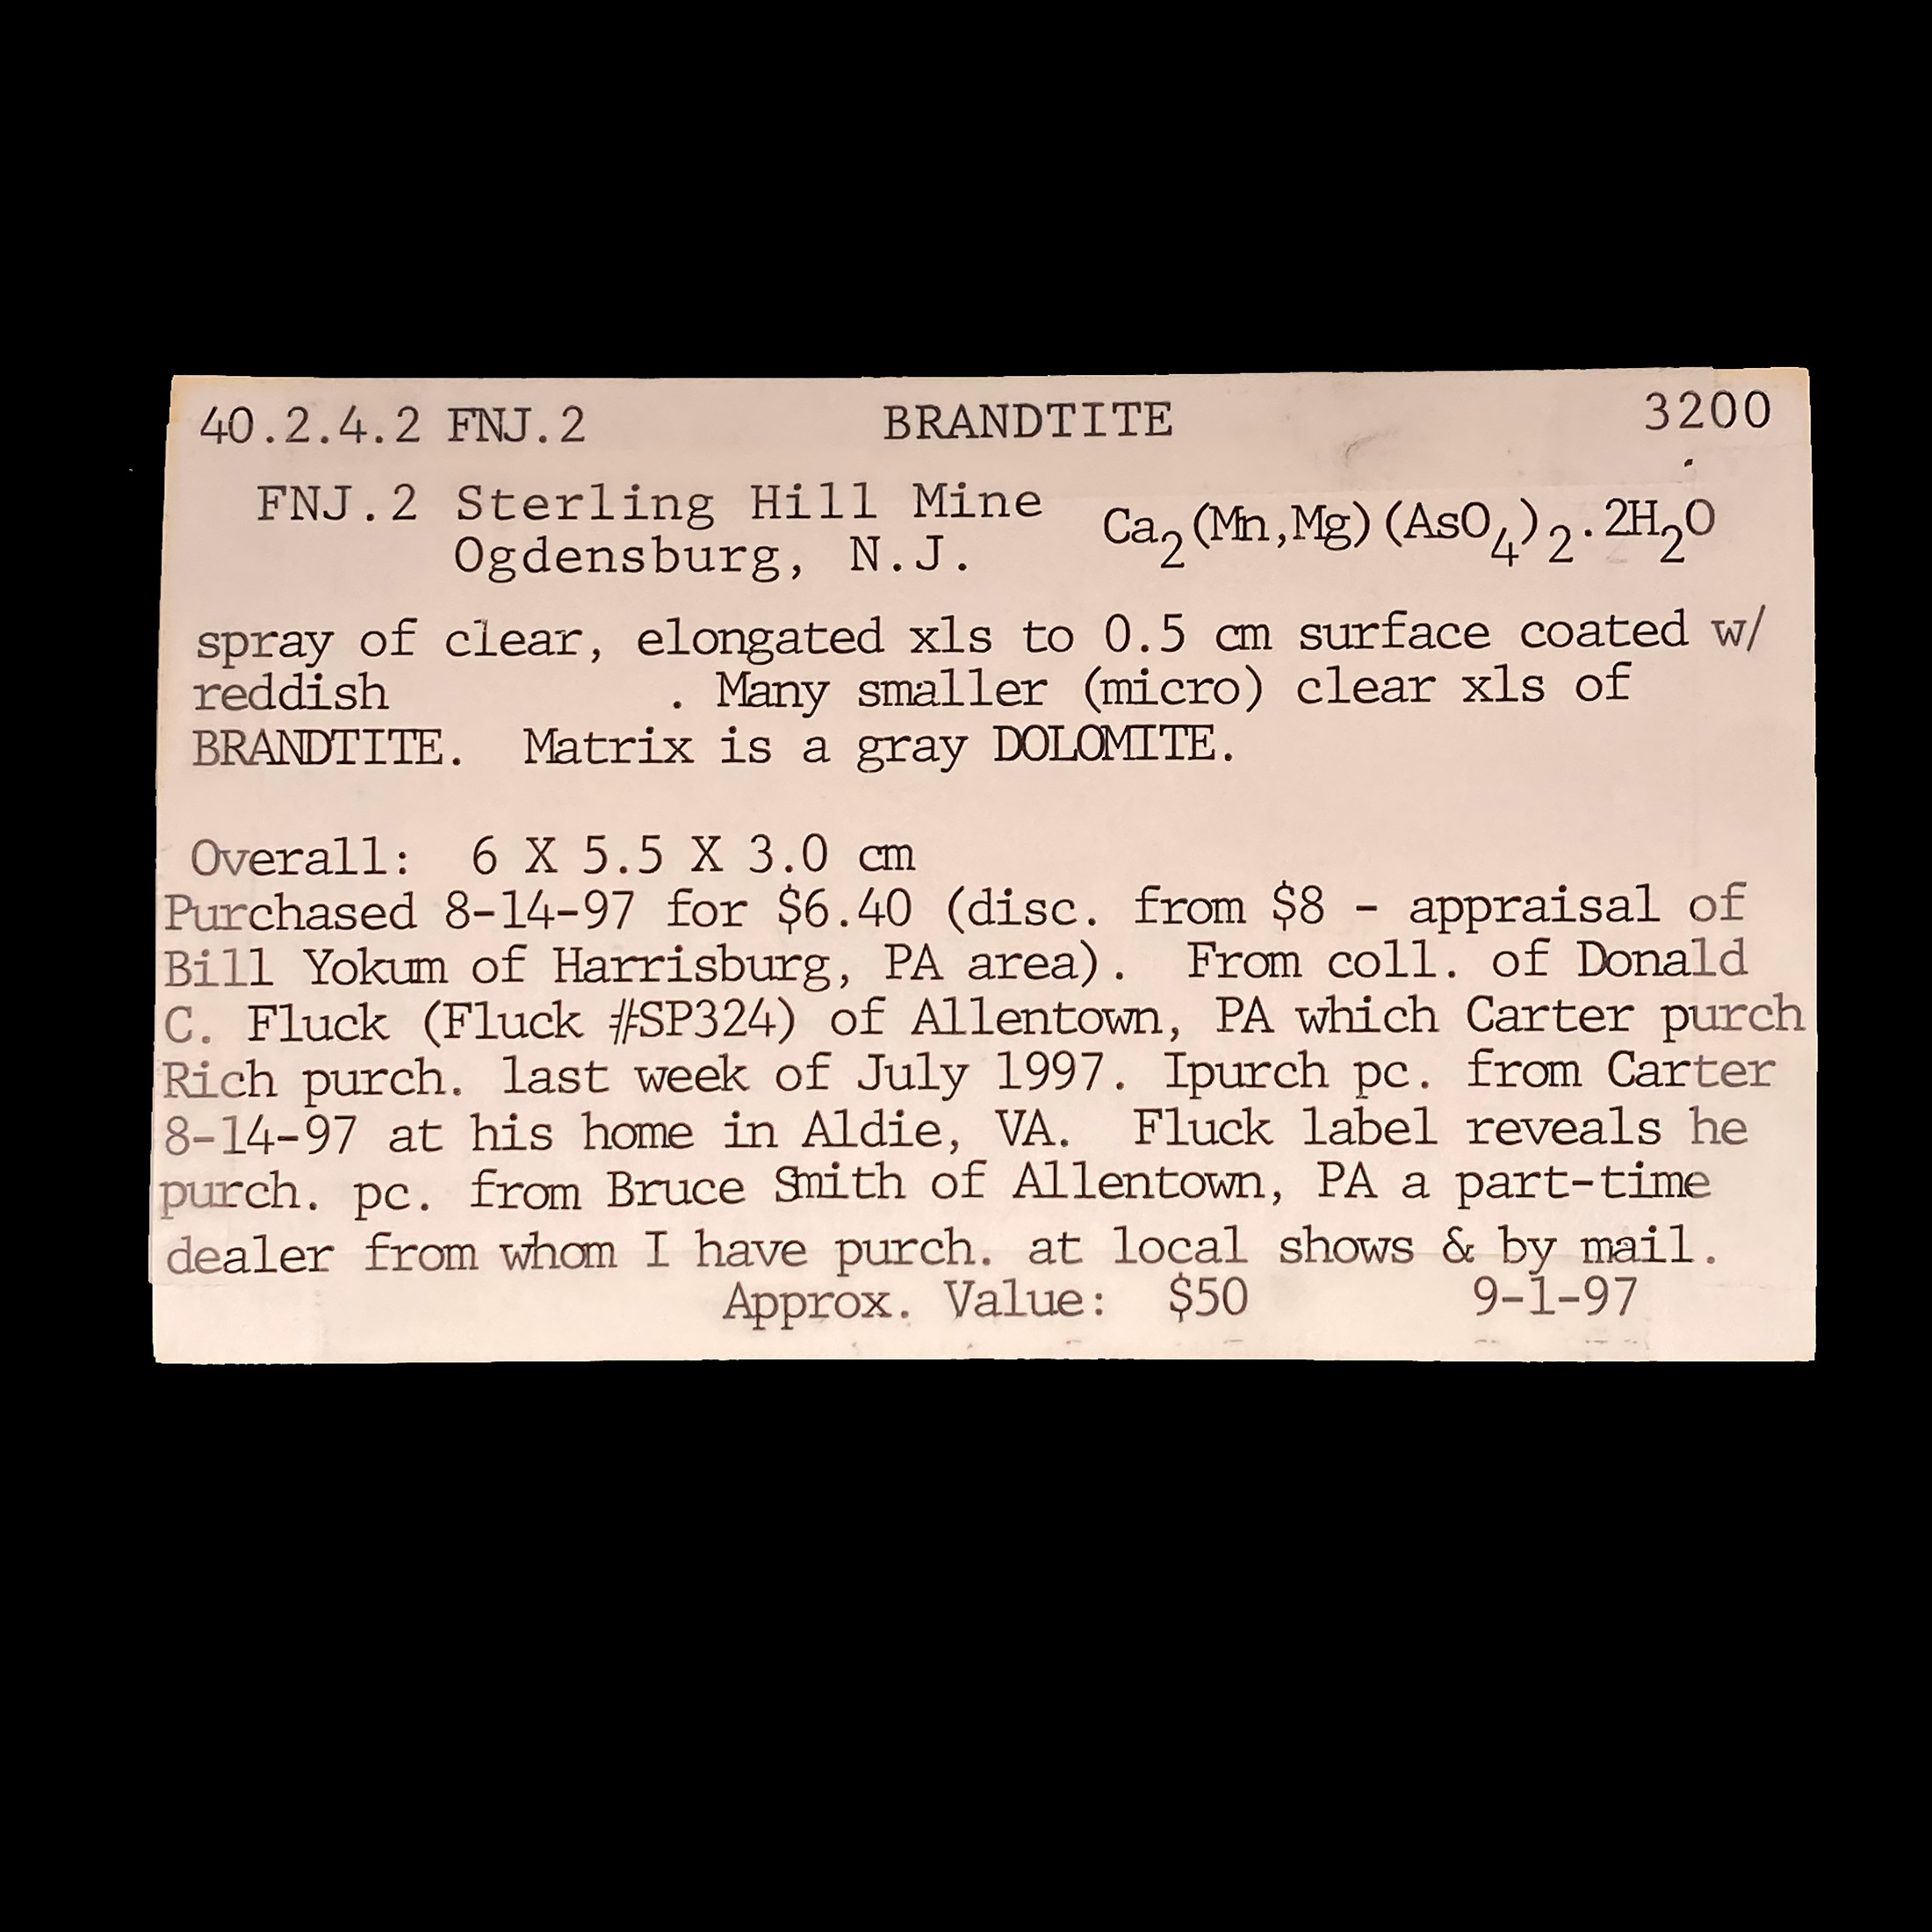 40.2.4.2 FNJ.2 BRANDTITE 3200
FNJ.2 Sterling Hill Mine Ca₂(Mn,Mg)(AsO₄)₂.2H₂O
Ogdensburg, N.J.
spray of clear, elongated xls to 0.5 cm surface coated w/
reddish . Many smaller (micro) clear xls of
BRANDTITE. Matrix is a gray DOLOMITE.
Overall: 6 X 5.5 X 3.0 cm
Purchased 8-14-97 for $6.40 (disc. from $8 - appraisal of
Bill Yokum of Harrisburg, PA area). From coll. of Donald
C. Fluck (Fluck #SP324) of Allentown, PA which Carter purch
Rich purch. last week of July 1997. Ipurch pc. from Carter
8-14-97 at his home in Aldie, VA. Fluck label reveals he
purch. pc. from Bruce Smith of Allentown, PA a part-time
dealer from whom I have purch. at local shows & by mail.
Approx. Value: $50 9-1-97